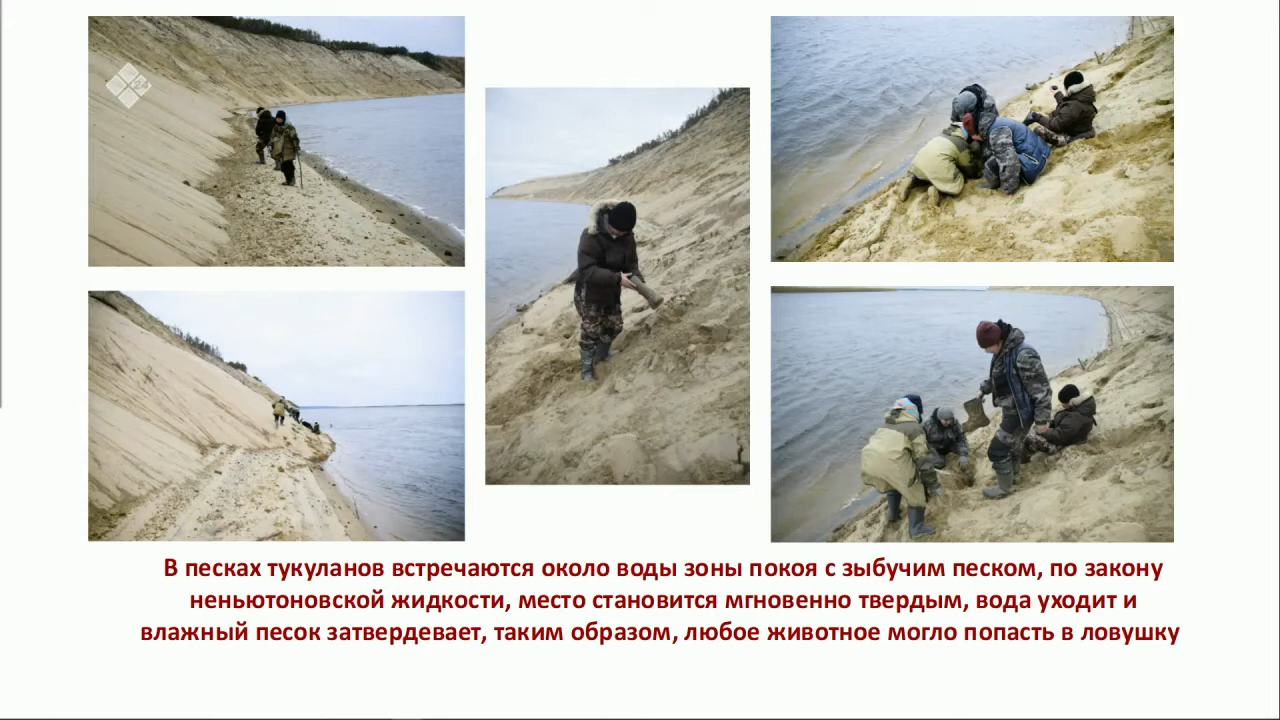 В песках тукуланов встречаются около воды зоны покоя с зыбучим песком, по закону
неньютоновской жидкости, место становится мгновенно твердым, вода уходит и
влажный песок затвердевает, таким образом, любое животное могло попасть в ловушку